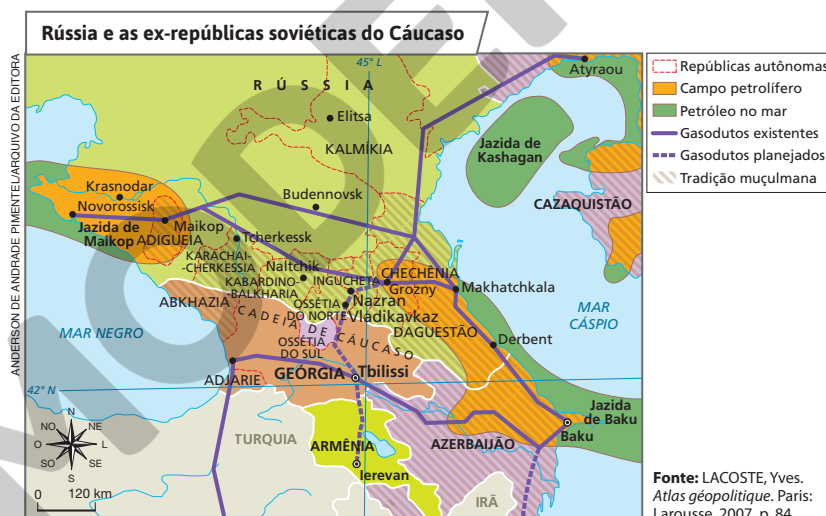 Rússia e as ex-repúblicas soviéticas do Cáucaso
ANDERSON DE ANDRADE PIMENTEL/ARQUIVO DA EDITORA
45° L
RÚSSIA
Atyraou
Elitsa
KALMÍKIA
Jazida de
Kashagan
Krasnodar
Novorossisk
Budennovsk
CAZAQUISTÃO
Jazida de
Maikop
Maikop
ADIGUEIA
Tcherkessk
KARACHAI-
-CHERKESSIA
Naltchik
KABARDINO-
BALKHARIA
INGUCHETA
CHECHÊNIA
Grozny
Makhatchkala
ABKHAZIA
OSSÉTIA
DO NORTE
Nazran
Vladikavkaz
CADEIA DE CÁUCASO
DAGUESTÃO
MAR NEGRO
MAR
CÁSPIO
OSSÉTIA
DO SUL
Derbent
42° N
ADJARIE
GEÓRGIA
Tbilissi
Jazida
de Baku
Baku
TURQUIA
ARMÊNIA
AZERBAIJÃO
Ierevan
IRÃ
N
NO
NE
O
L
SO
SE
S
0 120 km
Repúblicas autônomas
Campo petrolífero
Petróleo no mar
Gasodutos existentes
Gasodutos planejados
Tradição muçulmana
Fonte: LACOSTE, Yves.
Atlas géopolitique. Paris:
Larousse, 2007. p. 84.